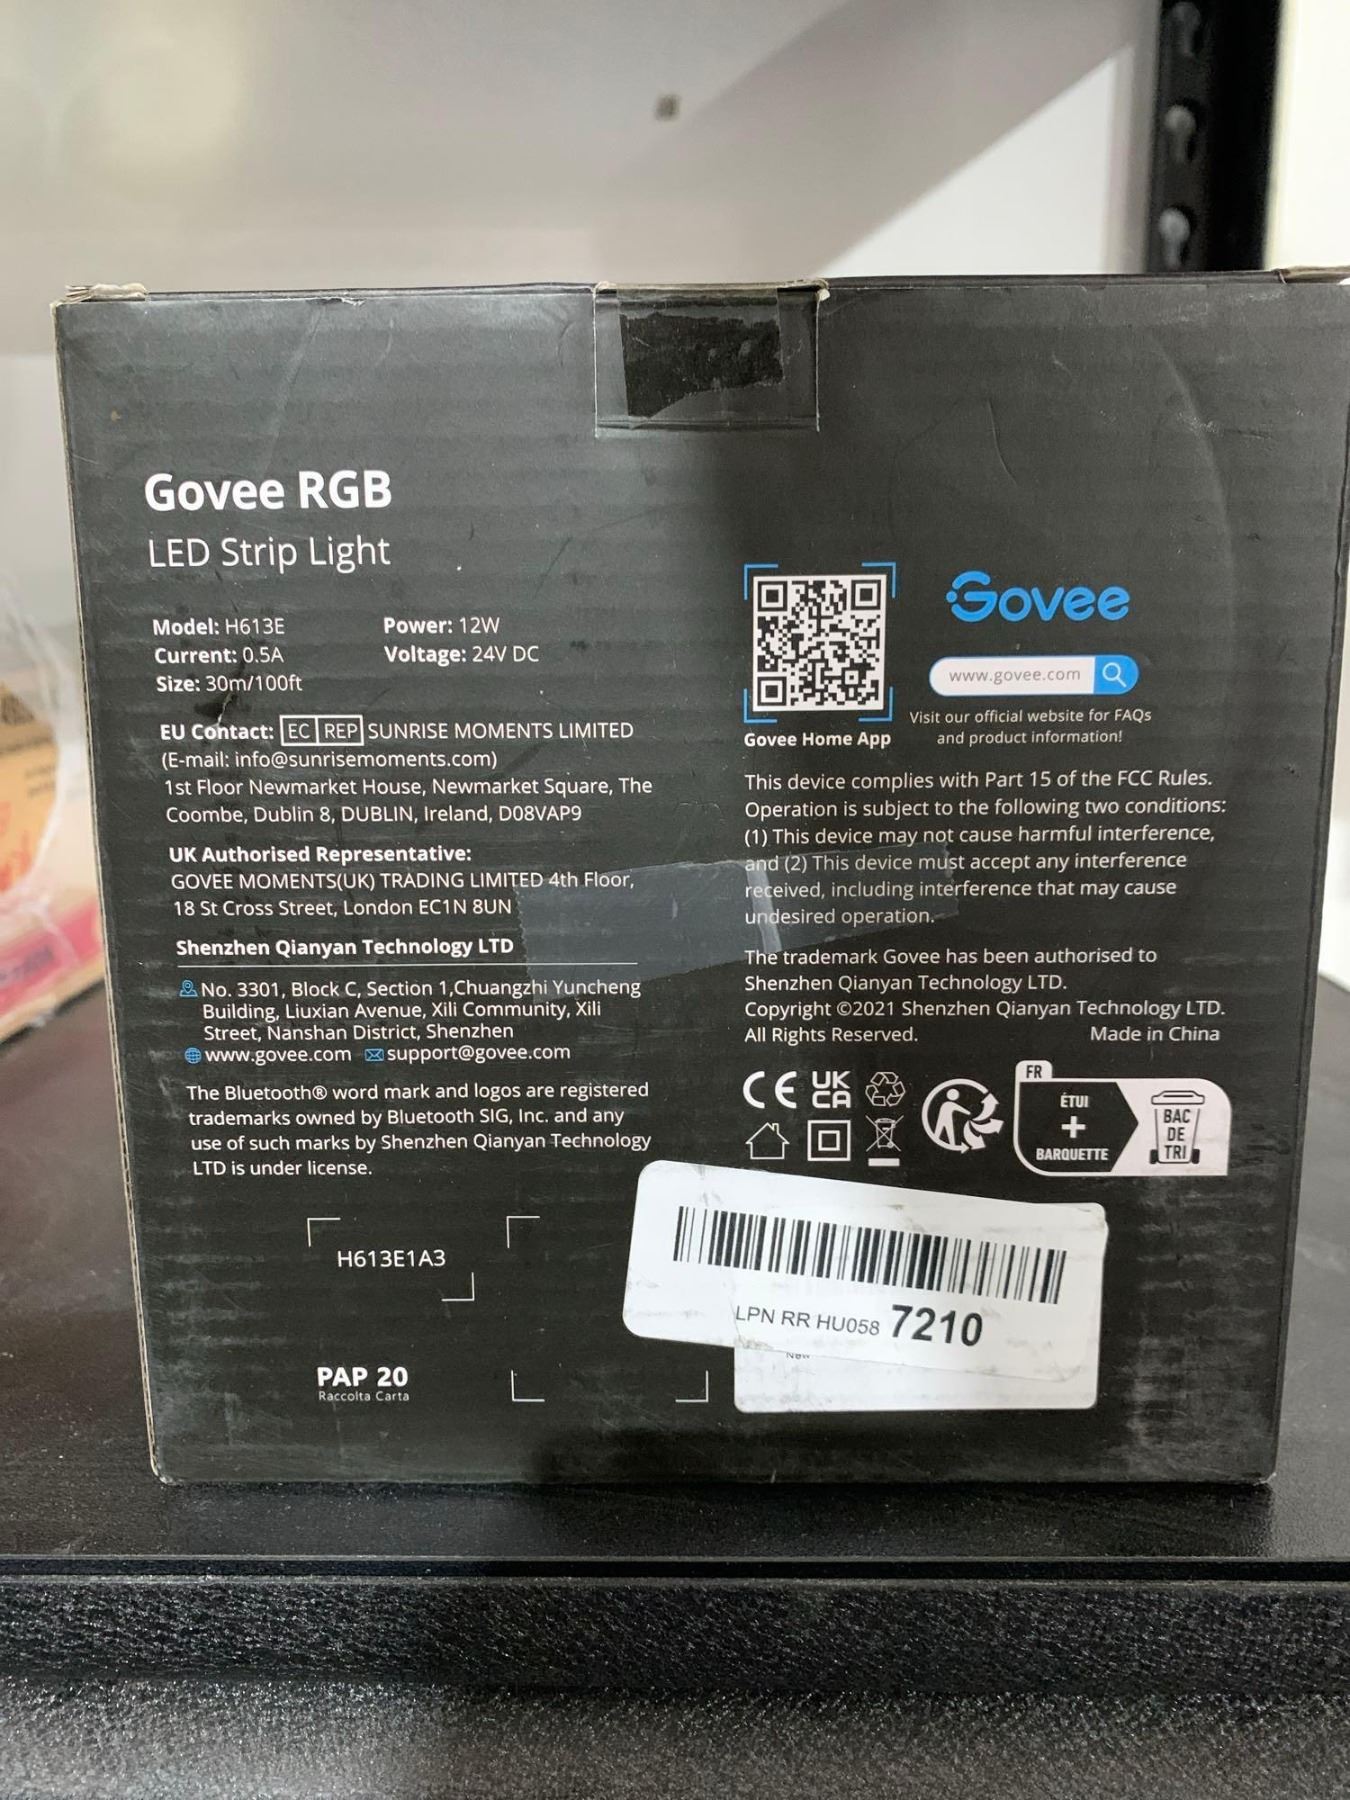 Govee RGB
LED Strip Light
Model: H613E
Power: 12W
Current: 0.5A
Voltage: 24V DC
Size: 30m/100ft
EU Contact: EC REP SUNRISE MOMENTS LIMITED
(E-mail: info@sunrisemoments.com)
1st Floor Newmarket House, Newmarket Square, The
Coombe, Dublin 8, DUBLIN, Ireland, D08VAP9
UK Authorised Representative:
GOVEE MOMENTS(UK) TRADING LIMITED 4th Floor,
18 St Cross Street, London EC1N 8UN
Shenzhen Qianyan Technology LTD
No. 3301, Block C, Section 1,Chuangzhi Yuncheng
Building, Liuxian Avenue, Xili Community, Xili
Street, Nanshan District, Shenzhen
www.govee.com support@govee.com
The Bluetooth® word mark and logos are registered
trademarks owned by Bluetooth SIG, Inc. and any
use of such marks by Shenzhen Qianyan Technology
LTD is under license.
H613E1A3
PAP 20
Raccolta Carta
Govee Home App
Govee
www.govee.com
Visit our official website for FAQs
and product information!
This device complies with Part 15 of the FCC Rules.
Operation is subject to the following two conditions:
(1) This device may not cause harmful interference,
and (2) This device must accept any interference
received, including interference that may cause
undesired operation.
The trademark Govee has been authorised to
Shenzhen Qianyan Technology LTD.
Copyright ©2021 Shenzhen Qianyan Technology LTD.
All Rights Reserved.
Made in China
CE
UK
CA
FR
ÉTUI
+
BARQUETTE
BAC
DE
TRI
LPN RR HU058 7210
New